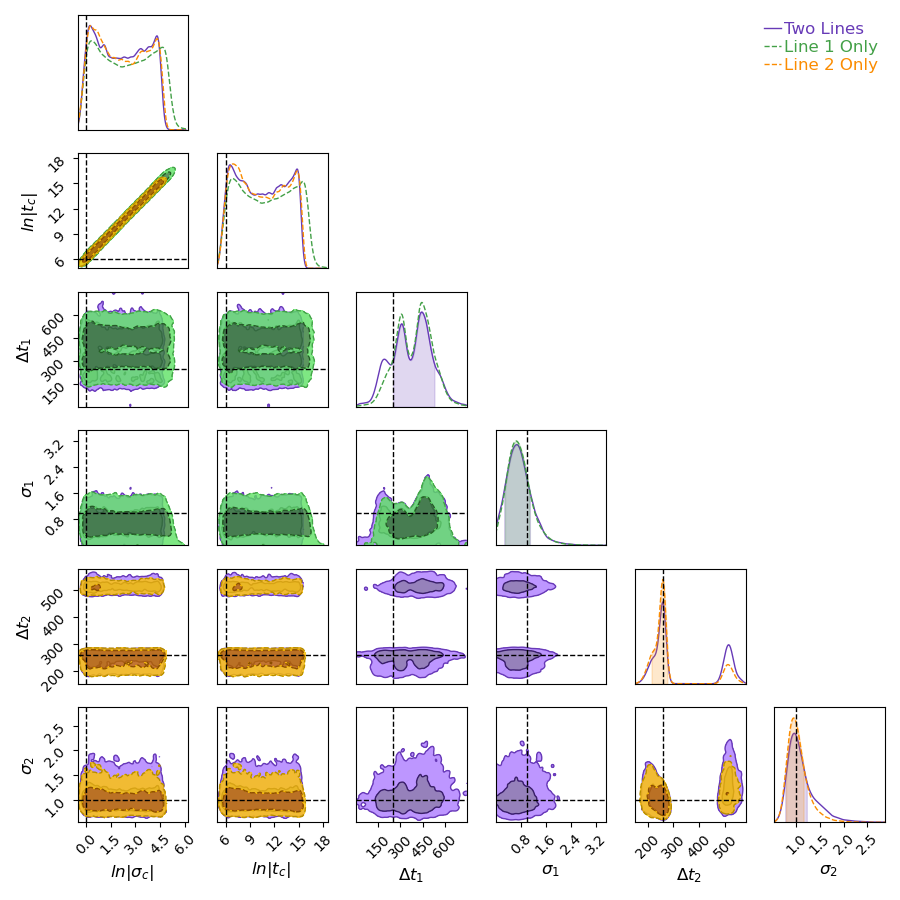 Two Lines
Line 1 Only
Line 2 Only
ln|t_c|
18
15
12
9
6
Δt_1
600
450
300
150
σ_1
3.2
2.4
1.6
0.8
Δt_2
500
400
300
200
σ_2
2.5
2.0
1.5
1.0
0.0 1.5 3.0 4.5 6.0
6 9 12 15 18
150 300 450 600
0.8 1.6 2.4 3.2
200 300 400 500
1.0 1.5 2.0 2.5
ln|σ_c| ln|t_c| Δt_1 σ_1 Δt_2 σ_2